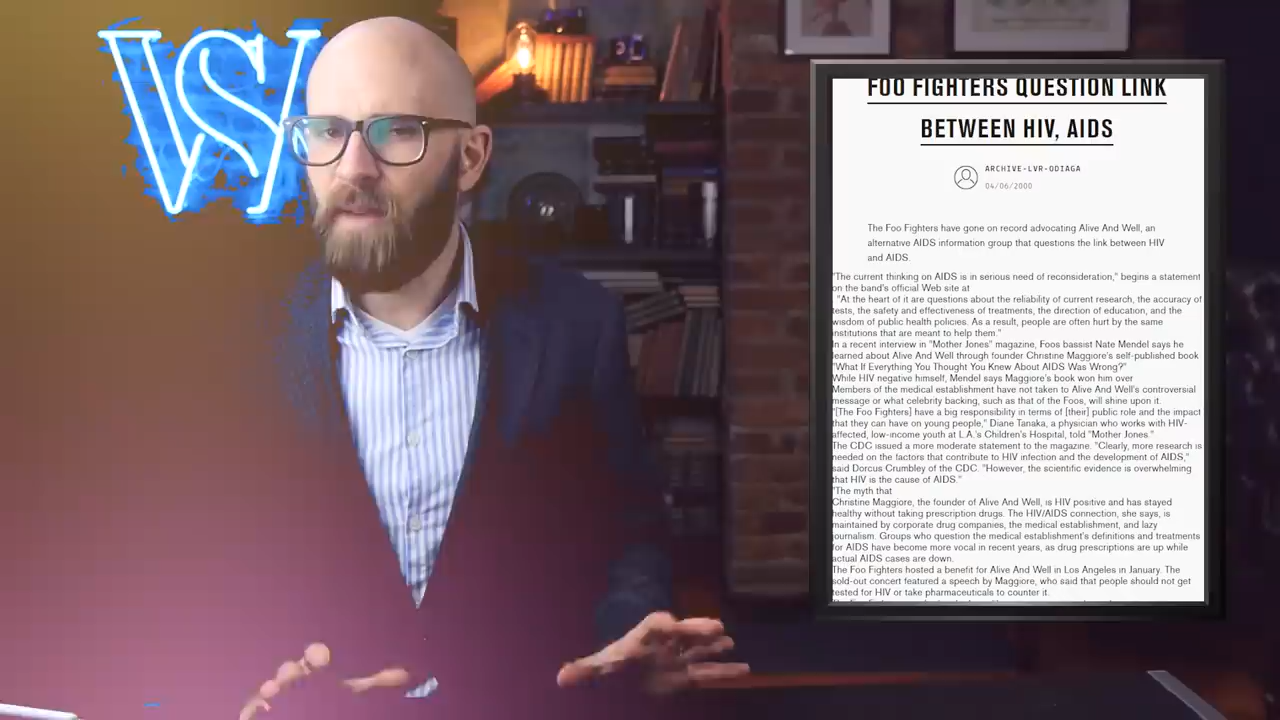 WS
FOO FIGHTERS QUESTION LINK
BETWEEN HIV, AIDS
ARCHIVE-LVR-ODIAGA
04/06/2000
The Foo Fighters have gone on record advocating Alive And Well, an
alternative AIDS information group that questions the link between HIV
and AIDS.
"The current thinking on AIDS is in serious need of reconsideration," begins a statement
on the band's official Web site at
"At the heart of it are questions about the reliability of current research, the accuracy of
tests, the safety and effectiveness of treatments, the direction of education, and the
wisdom of public health policies. As a result, people are often hurt by the same
institutions that are meant to help them."
In a recent interview in "Mother Jones" magazine, Foos bassist Nate Mendel says he
learned about Alive And Well through founder Christine Maggiore's self-published book
"What If Everything You Thought You Knew About AIDS Was Wrong?"
While HIV negative himself, Mendel says Maggiore's book won him over
Members of the medical establishment have not taken to Alive And Well's controversial
message or what celebrity backing, such as that of the Foos, will shine upon it.
"[The Foo Fighters] have a big responsibility in terms of [their] public role and the impact
that they can have on young people," Diane Tanaka, a physician who works with HIV-
affected, low-income youth at L.A.'s Children's Hospital, told "Mother Jones."
The CDC issued a more moderate statement to the magazine. "Clearly, more research is
needed on the factors that contribute to HIV infection and the development of AIDS,"
said Dorcus Crumbley of the CDC. "However, the scientific evidence is overwhelming
that HIV is the cause of AIDS."
"The myth that
Christine Maggiore, the founder of Alive And Well, is HIV positive and has stayed
healthy without taking prescription drugs. The HIV/AIDS connection, she says, is
maintained by corporate drug companies, the medical establishment, and lazy
journalism. Groups who question the medical establishment's definitions and treatments
for AIDS have become more vocal in recent years, as drug prescriptions are up while
actual AIDS cases are down.
The Foo Fighters hosted a benefit for Alive And Well in Los Angeles in January. The
sold-out concert featured a speech by Maggiore, who said that people should not get
tested for HIV or take pharmaceuticals to counter it.